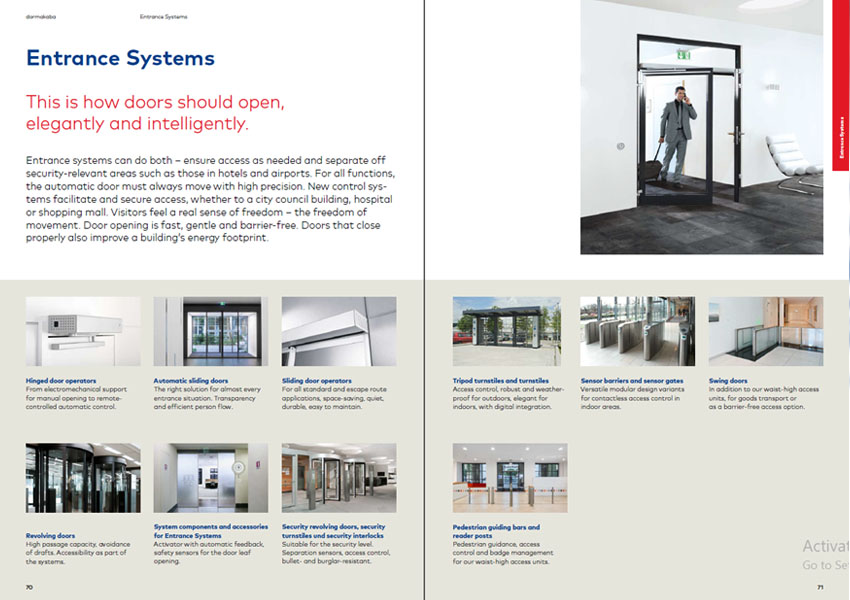 dormakaba
Entrance Systems
Entrance Systems
This is how doors should open,
elegantly and intelligently.
Entrance systems can do both – ensure access as needed and separate off
security-relevant areas such as those in hotels and airports. For all functions,
the automatic door must always move with high precision. New control sys-
tems facilitate and secure access, whether to a city council building, hospital
or shopping mall. Visitors feel a real sense of freedom – the freedom of
movement. Door opening is fast, gentle and barrier-free. Doors that close
properly also improve a building's energy footprint.
Entrance Systems
Hinged door operators
From electromechanical support
for manual opening to remote-
controlled automatic control.
Automatic sliding doors
The right solution for almost every
entrance situation. Transparency
and efficient person flow.
Sliding door operators
For all standard and escape route
applications, space-saving, quiet,
durable, easy to maintain.
Tripod turnstiles and turnstiles
Access control, robust and weather-
proof for outdoors, elegant for
indoors, with digital integration.
Sensor barriers and sensor gates
Versatile modular design variants
for contactless access control in
indoor areas.
Swing doors
In addition to our waist-high access
units, for goods transport or
as a barrier-free access option.
Revolving doors
High passage capacity, avoidance
of drafts. Accessibility as part of
the systems.
System components and accessories
for Entrance Systems
Activator with automatic feedback,
safety sensors for the door leaf
opening.
Security revolving doors, security
turnstiles und security interlocks
Suitable for the security level.
Separation sensors, access control,
bullet- and burglar-resistant.
Pedestrian guiding bars and
reader posts
Pedestrian guidance, access
control and badge management
for our waist-high access units.
Activat
Go to Se
70
71